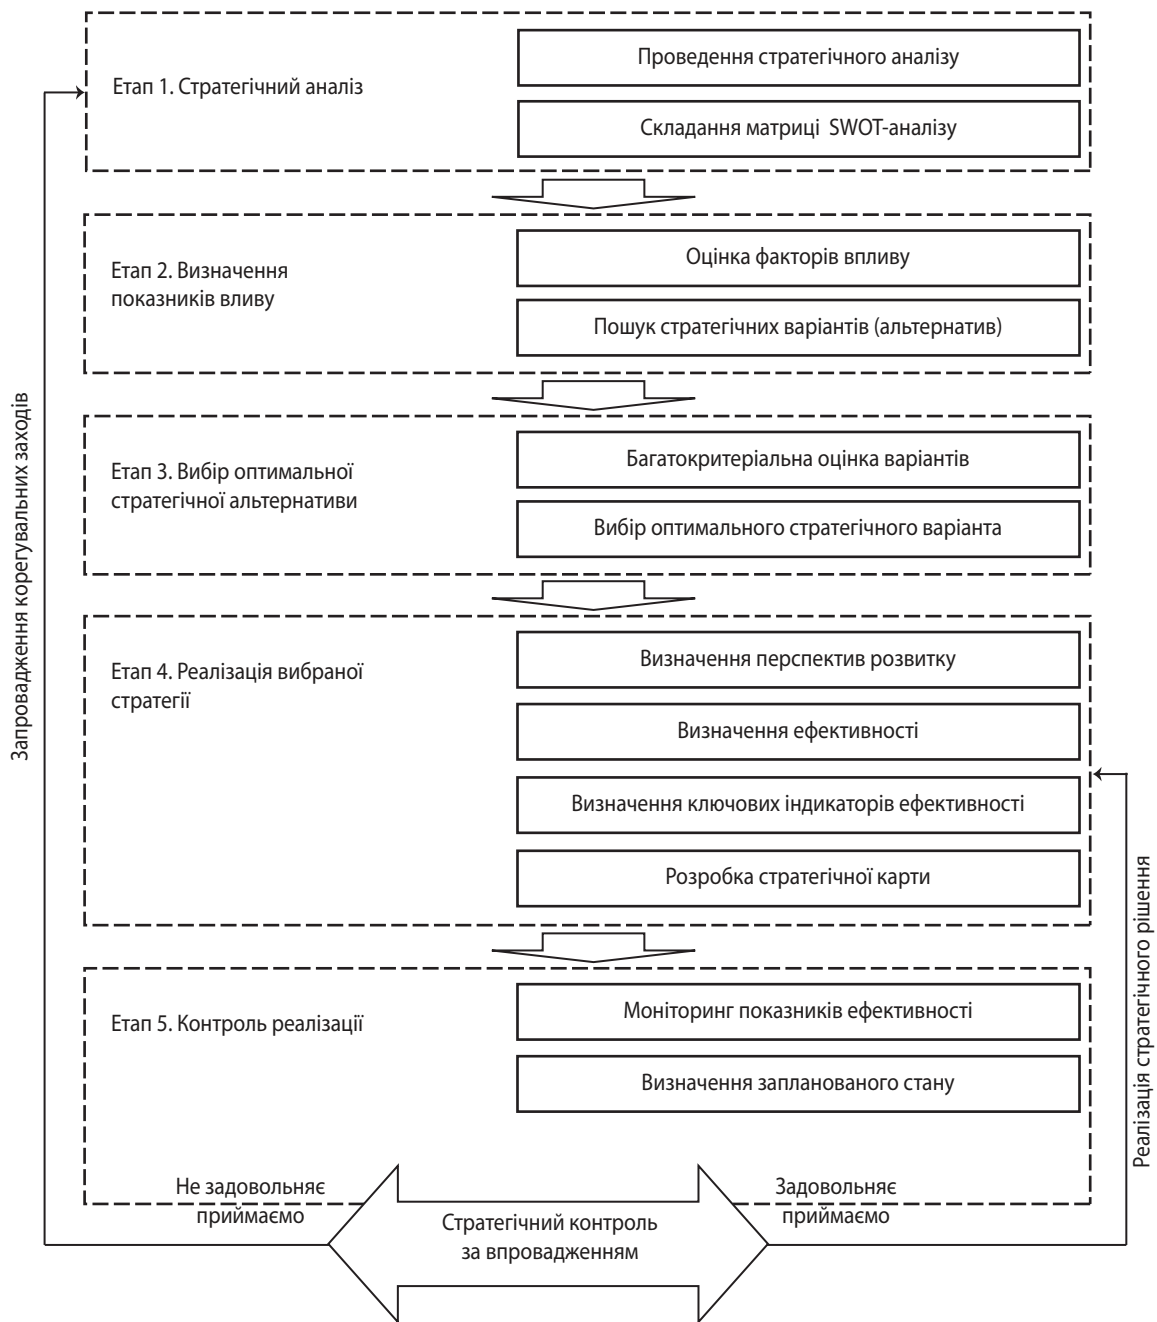 Етап 1. Стратегічний аналіз
Проведення стратегічного аналізу
Складання матриці SWOT-аналізу
Етап 2. Визначення
показників вливу
Оцінка факторів впливу
Пошук стратегічних варіантів (альтернатив)
Етап 3. Вибір оптимальної
стратегічної альтернативи
Багатокритеріальна оцінка варіантів
Вибір оптимального стратегічного варіанта
Етап 4. Реалізація вибраної
стратегії
Визначення перспектив розвитку
Визначення ефективності
Визначення ключових індикаторів ефективності
Розробка стратегічної карти
Етап 5. Контроль реалізації
Моніторинг показників ефективності
Визначення запланованого стану
Не задовольняє
приймаємо
Стратегічний контроль
за впровадженням
Задовольняє
приймаємо
Запровадження корегувальних заходів
Реалізація стратегічного рішення